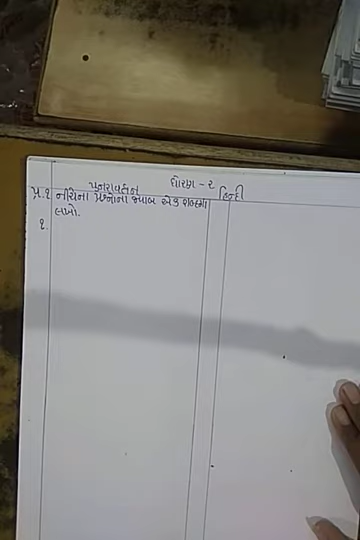 પુનરાવર્તન ધોરણ - ૨ હિન્દી
પ્ર.૧ નીચેના પ્રશ્નોના જવાબ એક શબ્દમાં
લખો.
૧.